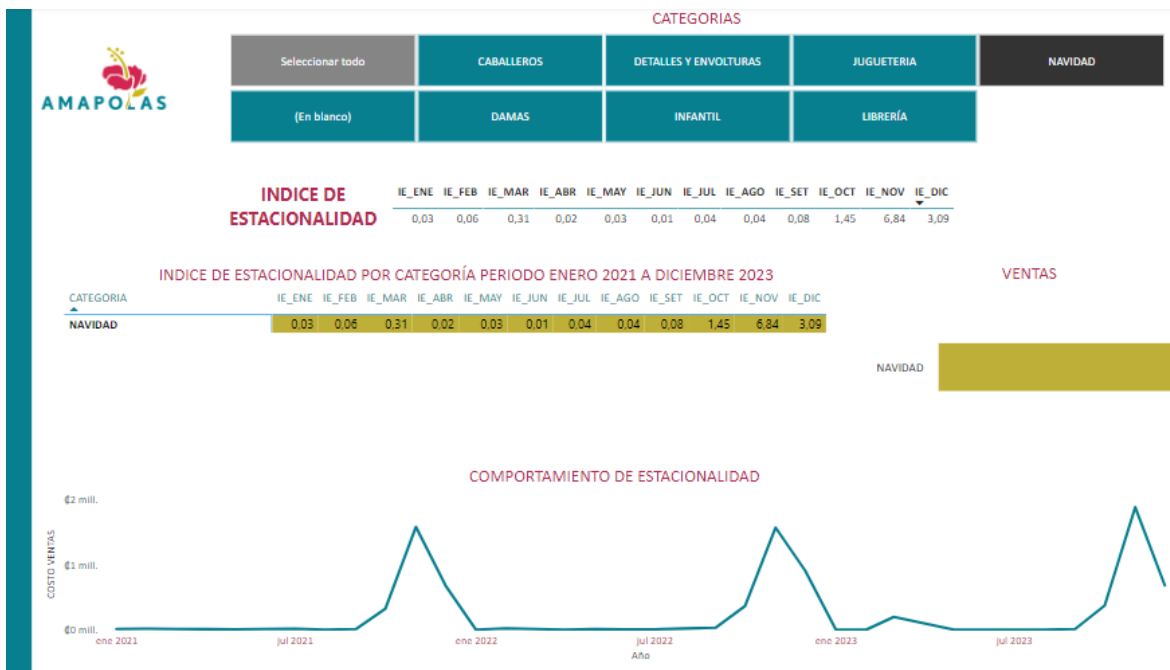 CATEGORIAS
AMAPOLAS
Seleccionar todo
CABALLEROS
DETALLES Y ENVOLTURAS
JUGUETERIA
NAVIDAD
(En blanco)
DAMAS
INFANTIL
LIBRERÍA
INDICE DE
ESTACIONALIDAD
IE_ENE IE_FEB IE_MAR IE_ABR IE_MAY IE_JUN IE_JUL IE_AGO IE_SET IE_OCT IE_NOV IE_DIC
0,03 0,06 0,31 0,02 0,03 0,01 0,04 0,04 0,08 1,45 6,84 3,09
INDICE DE ESTACIONALIDAD POR CATEGORÍA PERIODO ENERO 2021 A DICIEMBRE 2023
CATEGORIA IE_ENE IE_FEB IE_MAR IE_ABR IE_MAY IE_JUN IE_JUL IE_AGO IE_SET IE_OCT IE_NOV IE_DIC
NAVIDAD 0,03 0,06 0,31 0,02 0,03 0,01 0,04 0,04 0,08 1,45 6,84 3,09
VENTAS
NAVIDAD
COMPORTAMIENTO DE ESTACIONALIDAD
COSTO VENTAS
₡2 mill.
₡1 mill.
₡0 mill.
ene 2021 jul 2021 ene 2022 jul 2022 ene 2023 jul 2023
Año